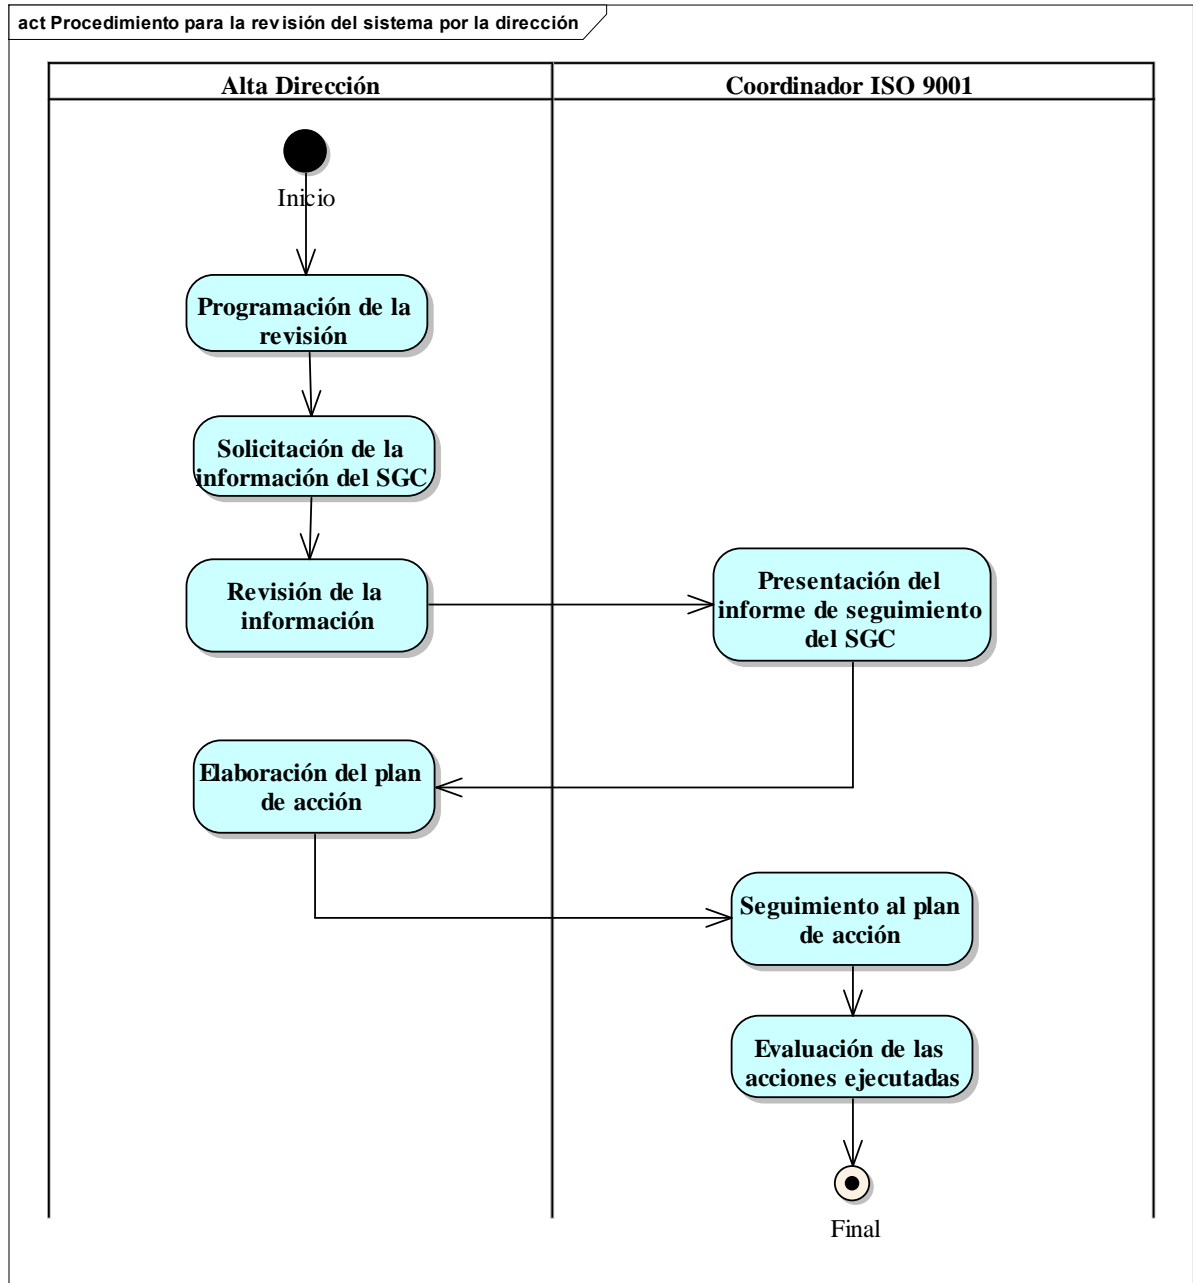 act Procedimiento para la revisión del sistema por la dirección
Alta Dirección
Coordinador ISO 9001
Inicio
Programación de la
revisión
Solicitación de la
información del SGC
Revisión de la
información
Presentación del
informe de seguimiento
del SGC
Elaboración del plan
de acción
Seguimiento al plan
de acción
Evaluación de las
acciones ejecutadas
Final